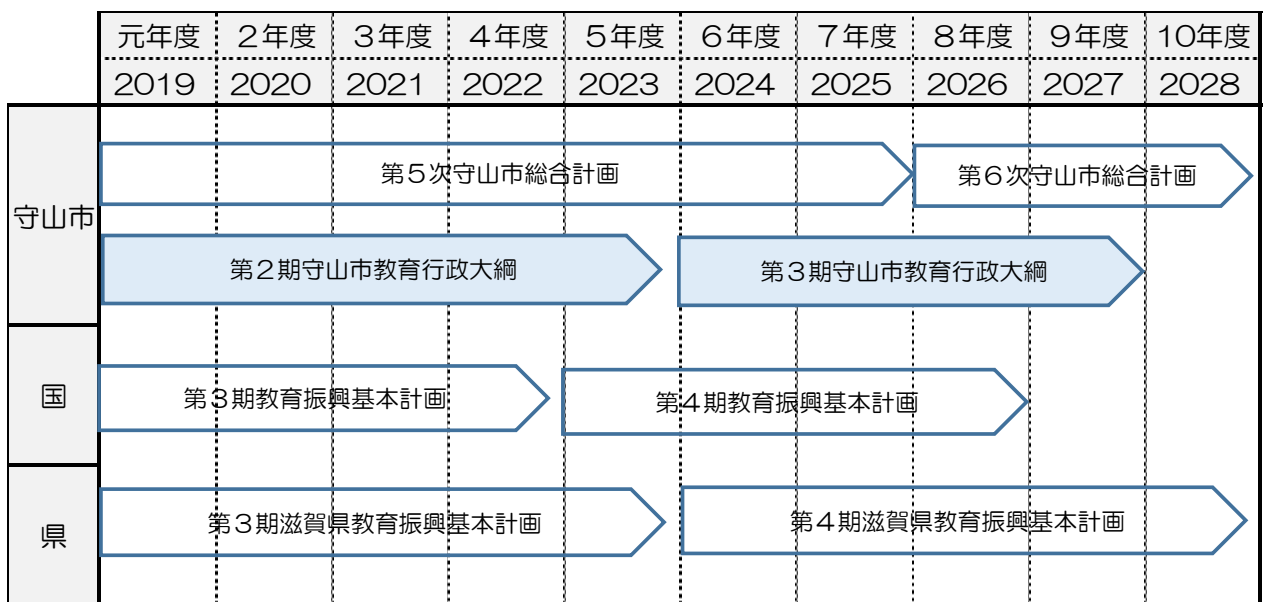 元年度 2年度 3年度 4年度 5年度 6年度 7年度 8年度 9年度 10年度
2019 2020 2021 2022 2023 2024 2025 2026 2027 2028
守山市
第5次守山市総合計画 第6次守山市総合計画
第2期守山市教育行政大綱 第3期守山市教育行政大綱
国
第3期教育振興基本計画 第4期教育振興基本計画
県
第3期滋賀県教育振興基本計画 第4期滋賀県教育振興基本計画